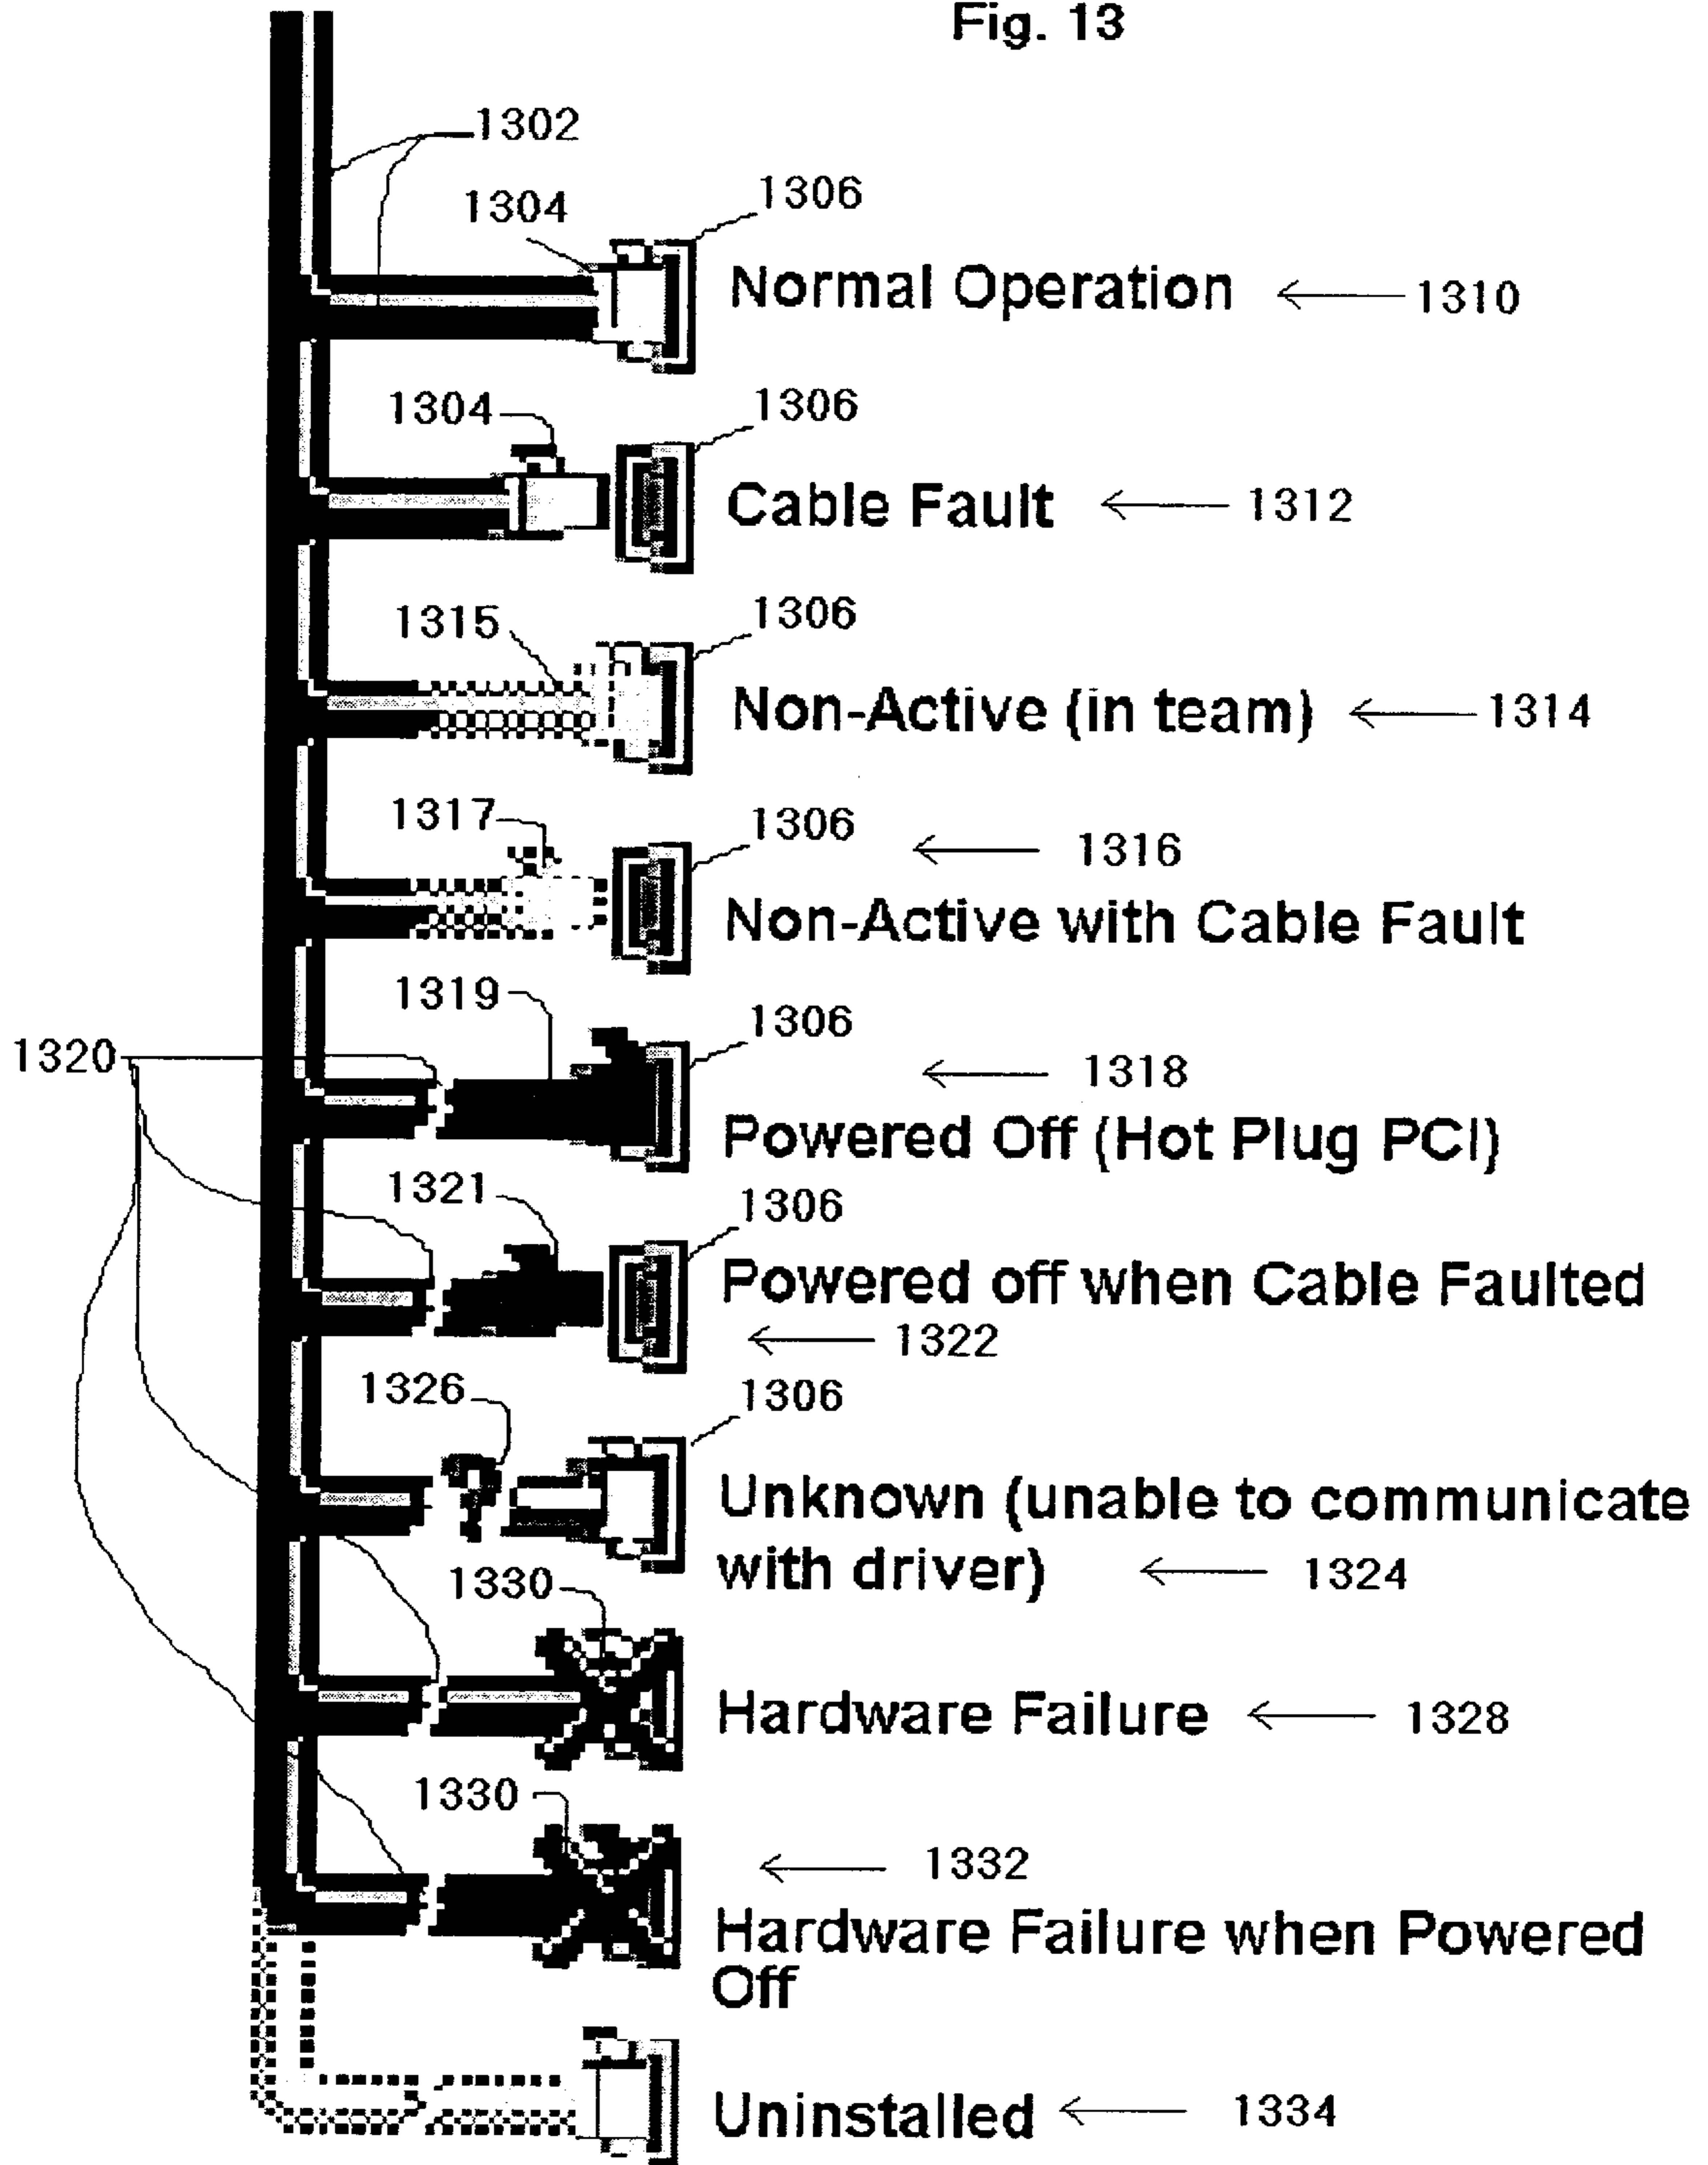 Fig. 13
1302
1304
1306
Normal Operation
1310
1304
1306
Cable Fault
1312
1315
1306
Non-Active (in team)
1314
1317
1306
1316
Non-Active with Cable Fault
1319
1306
1320
1318
Powered Off (Hot Plug PCI)
1321
1306
Powered off when Cable Faulted
1322
1326
1306
Unknown (unable to communicate
with driver)
1324
1330
Hardware Failure
1328
1330
1332
Hardware Failure when Powered
Off
Uninstalled
1334